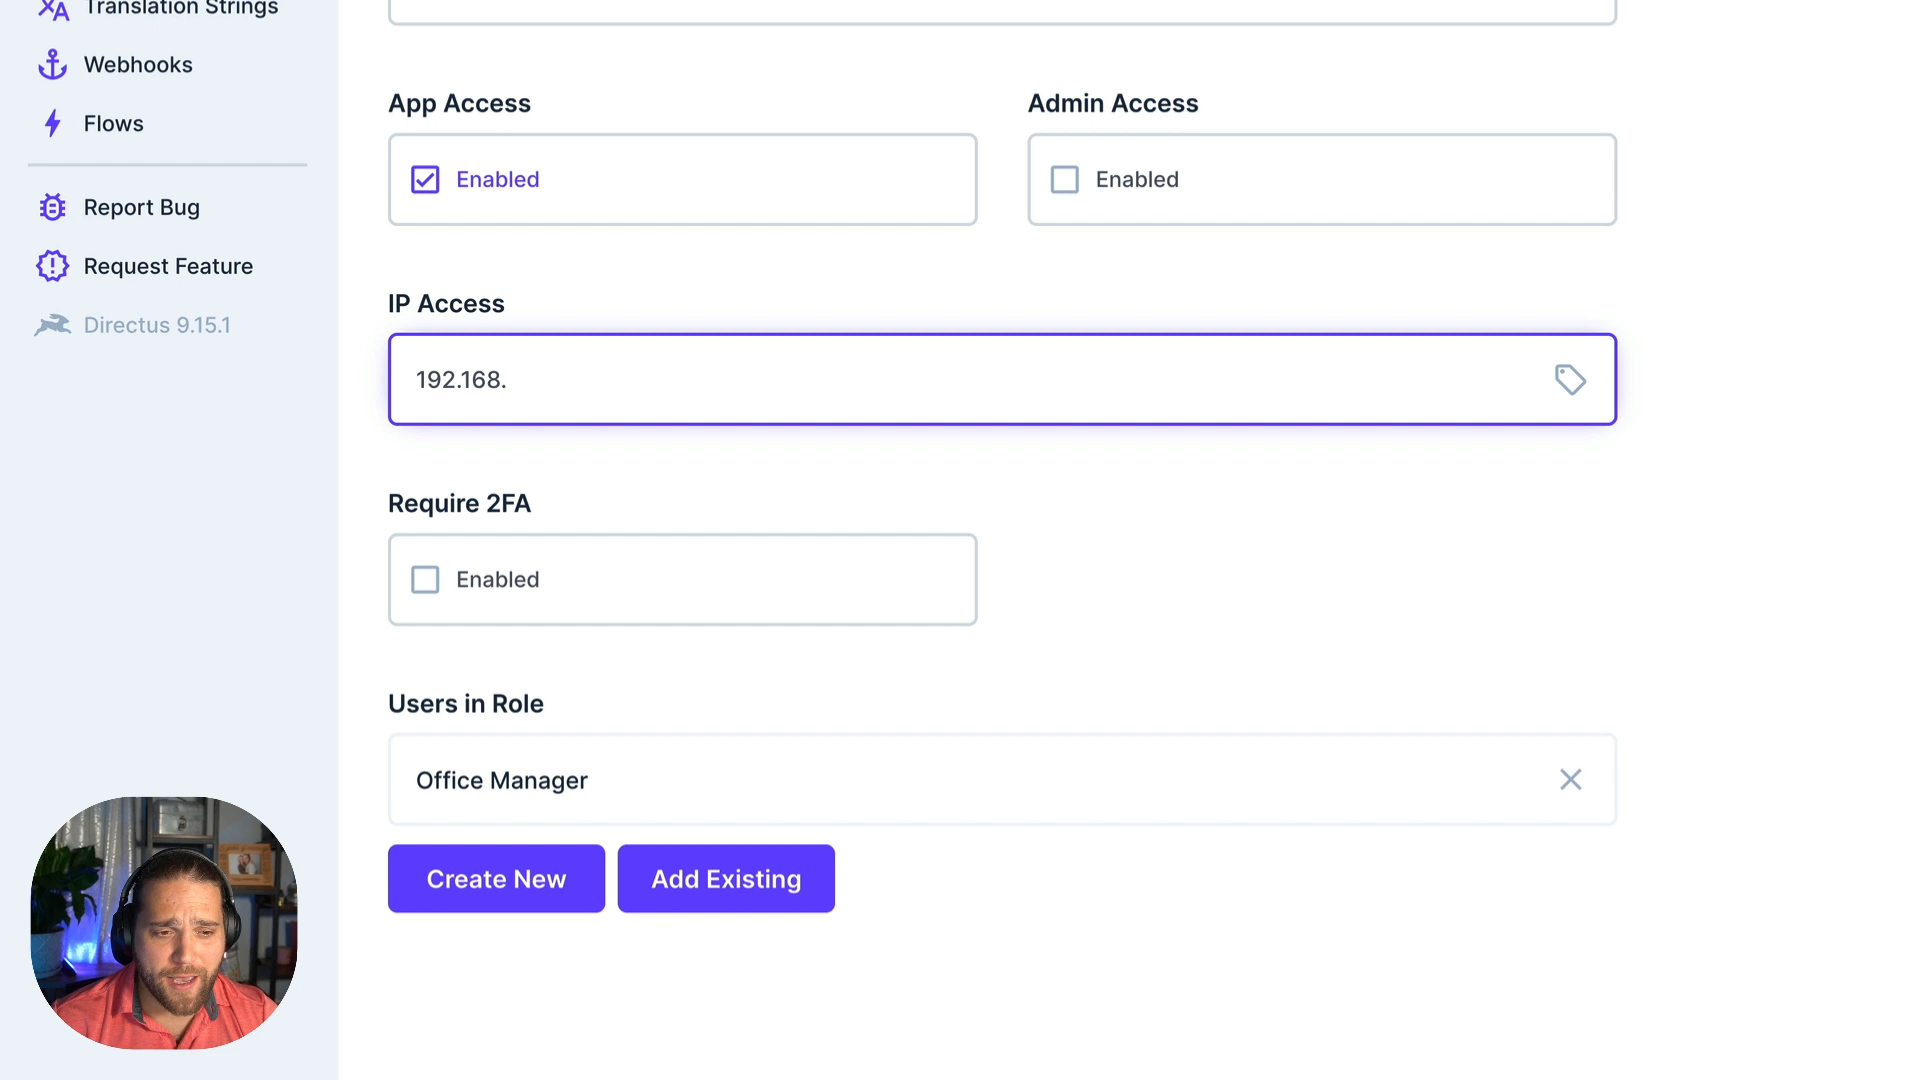 Translation Strings
Webhooks
Flows
Report Bug
Request Feature
Directus 9.15.1
App Access
Admin Access
Enabled
Enabled
IP Access
192.168.
Require 2FA
Enabled
Users in Role
Office Manager
Create New
Add Existing